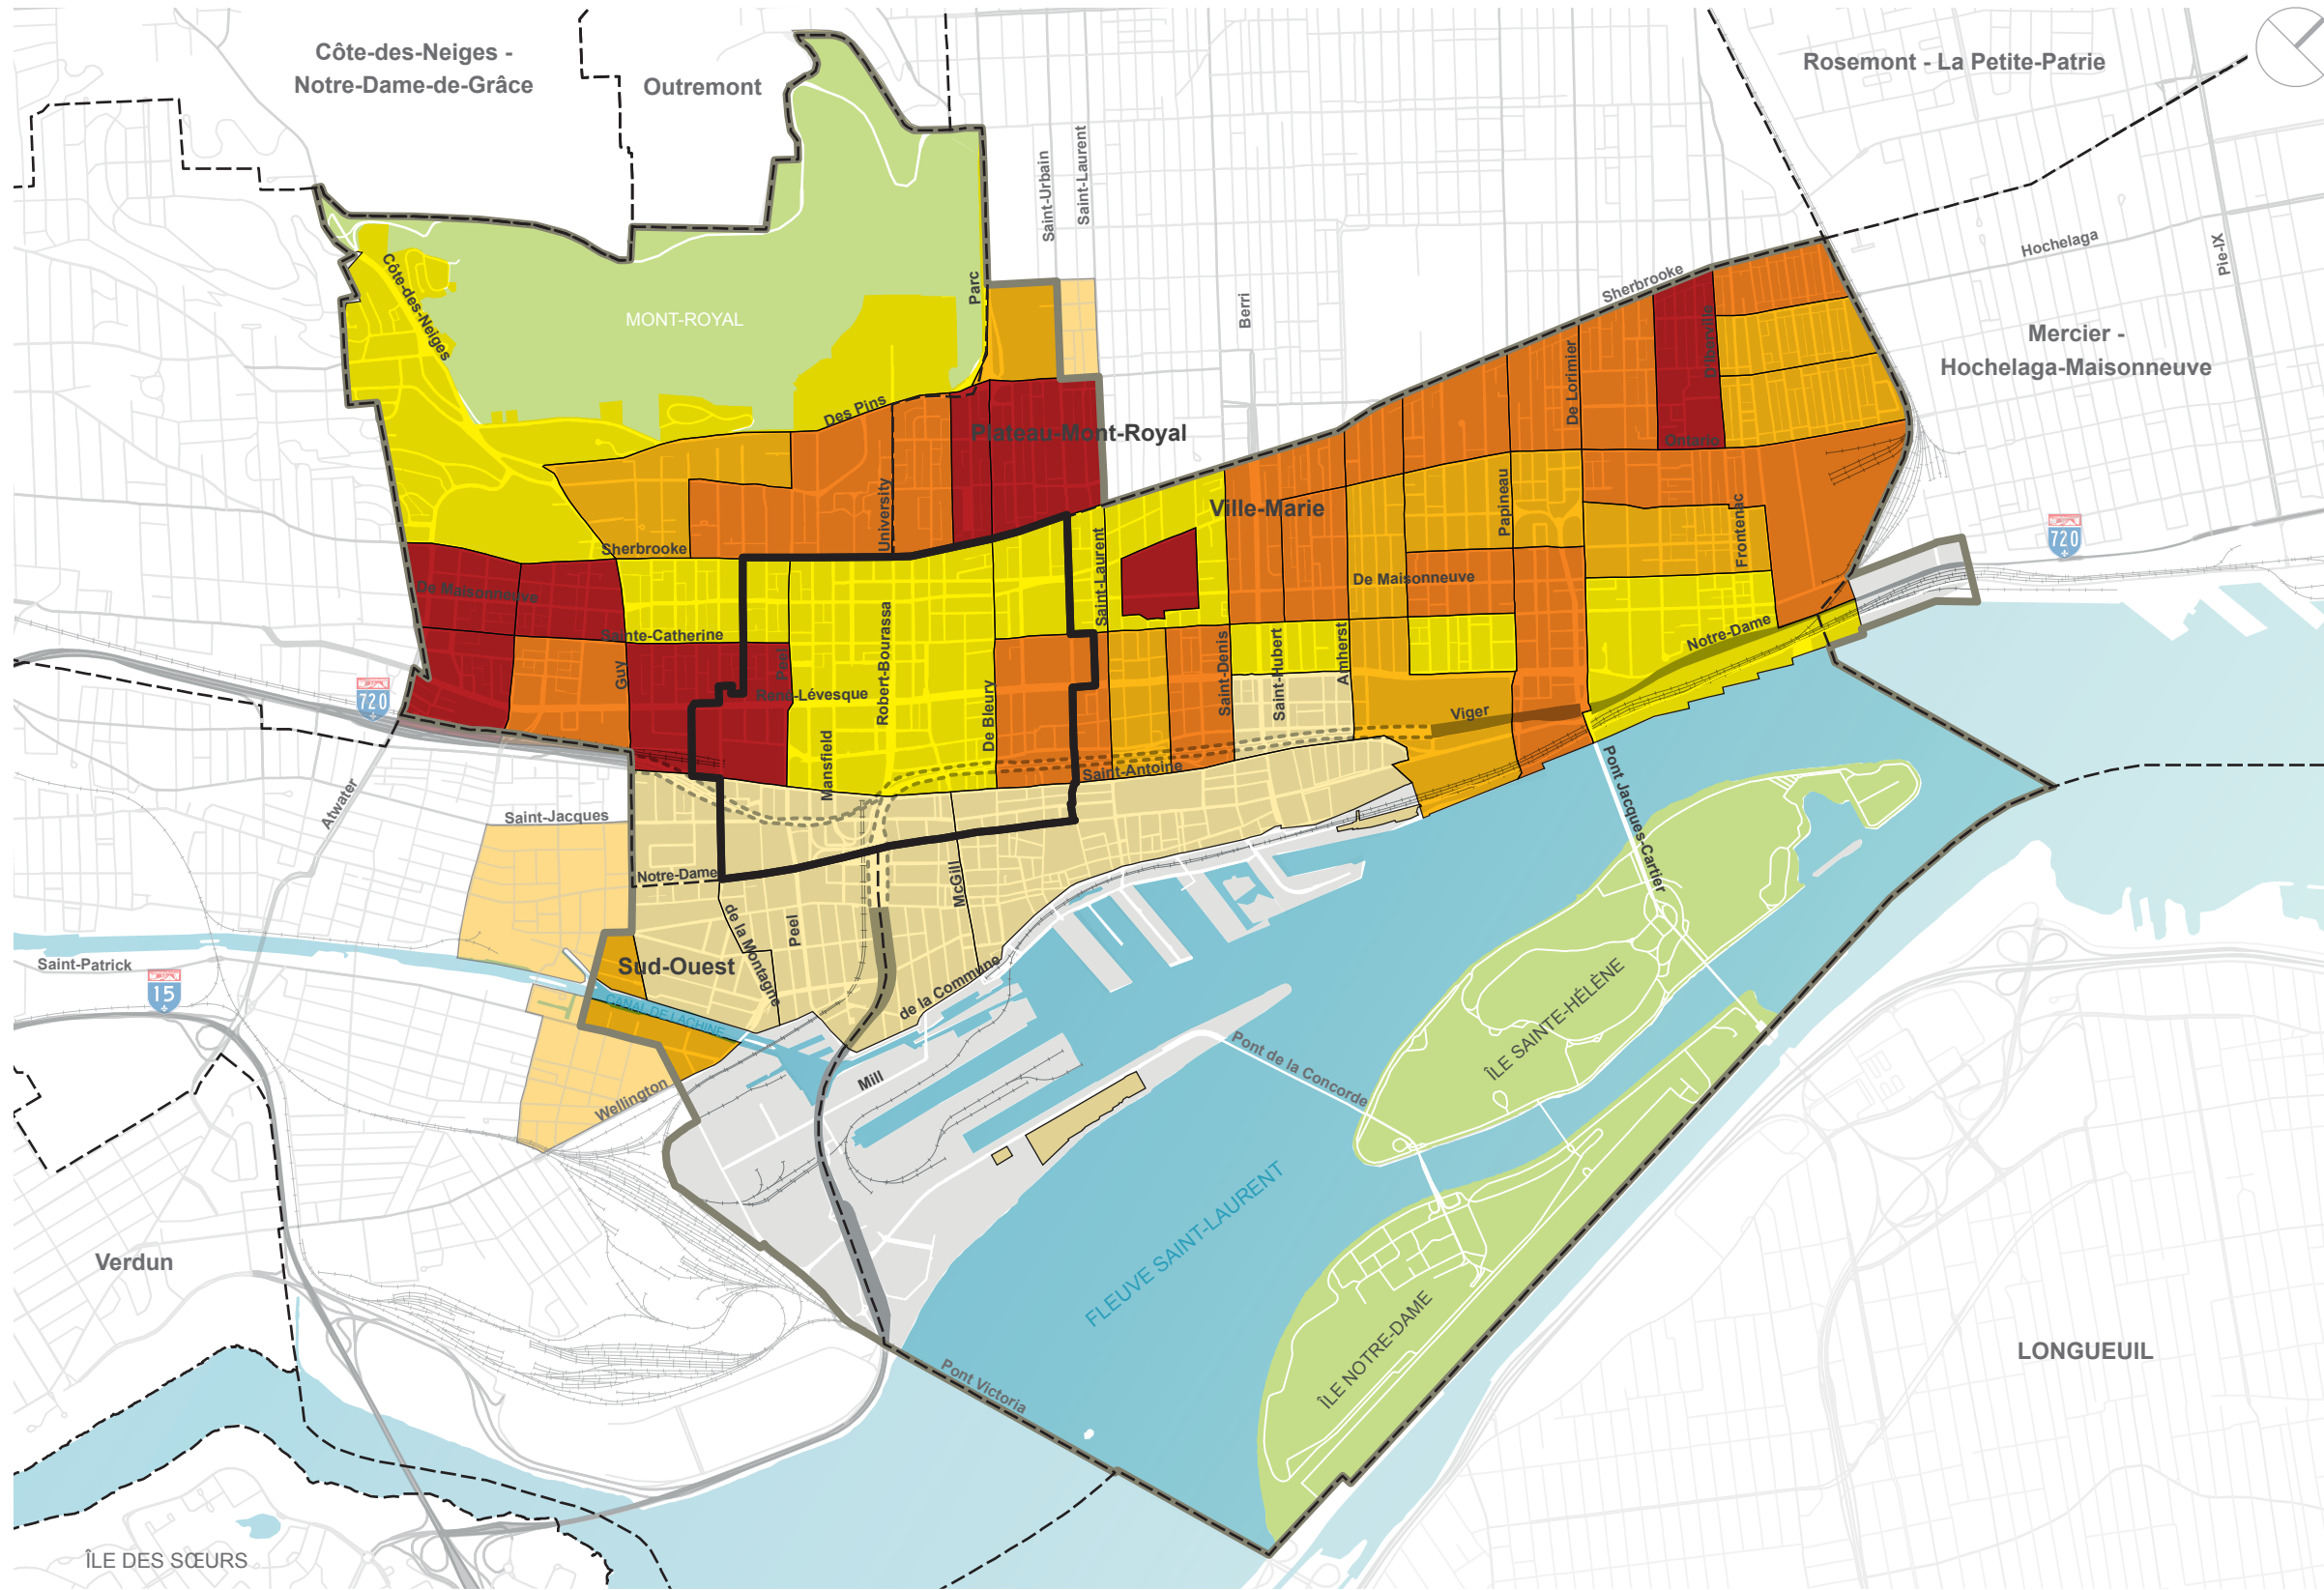 Côte-des-Neiges -
Notre-Dame-de-Grâce
Outremont
Rosemont - La Petite-Patrie
Saint-Urbain
Saint-Laurent
Hochelaga
Pie-IX
Côte-des-Neiges
Parc
Sherbrooke
Berri
MONT-ROYAL
D'Iberville
Mercier -
Hochelaga-Maisonneuve
De Lorimier
Des Pins
Plateau-Mont-Royal
Ontario
University
Ville-Marie
Papineau
Frontenac
Sherbrooke
Saint-Laurent
720
De Maisonneuve
De Maisonneuve
Sainte-Catherine
Guy
Peel
René-Lévesque
Robert-Bourassa
De Bleury
Saint-Denis
Saint-Hubert
Amherst
Notre-Dame
720
Viger
Mansfield
Saint-Antoine
Atwater
Saint-Jacques
Pont Jacques-Cartier
Notre-Dame
McGill
de la Montagne
Peel
Saint-Patrick
15
Sud-Ouest
de la Commune
CANAL DE LACHINE
ÎLE SAINTE-HÉLÈNE
Mill
Pont de la Concorde
Wellington
Verdun
FLEUVE SAINT-LAURENT
ÎLE NOTRE-DAME
LONGUEUIL
Pont Victoria
ÎLE DES SŒURS